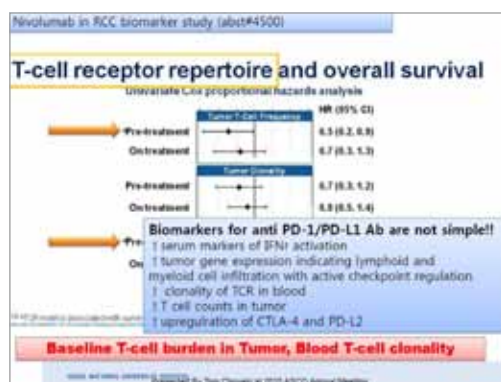 Nivolumab in RCC biomarker study (abst#4500)
T-cell receptor repertoire and overall survival
Univariate Cox proportional hazards analysis
HR (95% CI)
Tumor T-Cell Frequency
Pre-treatment 0.5 (0.2, 0.9)
On treatment 0.7 (0.3, 1.3)
Tumor Clonality
Pre-treatment 0.7 (0.3, 1.2)
On treatment 0.8 (0.5, 1.4)
Biomarkers for anti PD-1/PD-L1 Ab are not simple!!
↑ serum markers of IFNr activation
↑ tumor gene expression indicating lymphoid and
myeloid cell infiltration with active checkpoint regulation
↑ clonality of TCR in blood
↑ T cell counts in tumor
↑ upregulration of CTLA-4 and PD-L2
Baseline T-cell burden in Tumor, Blood T-cell clonality